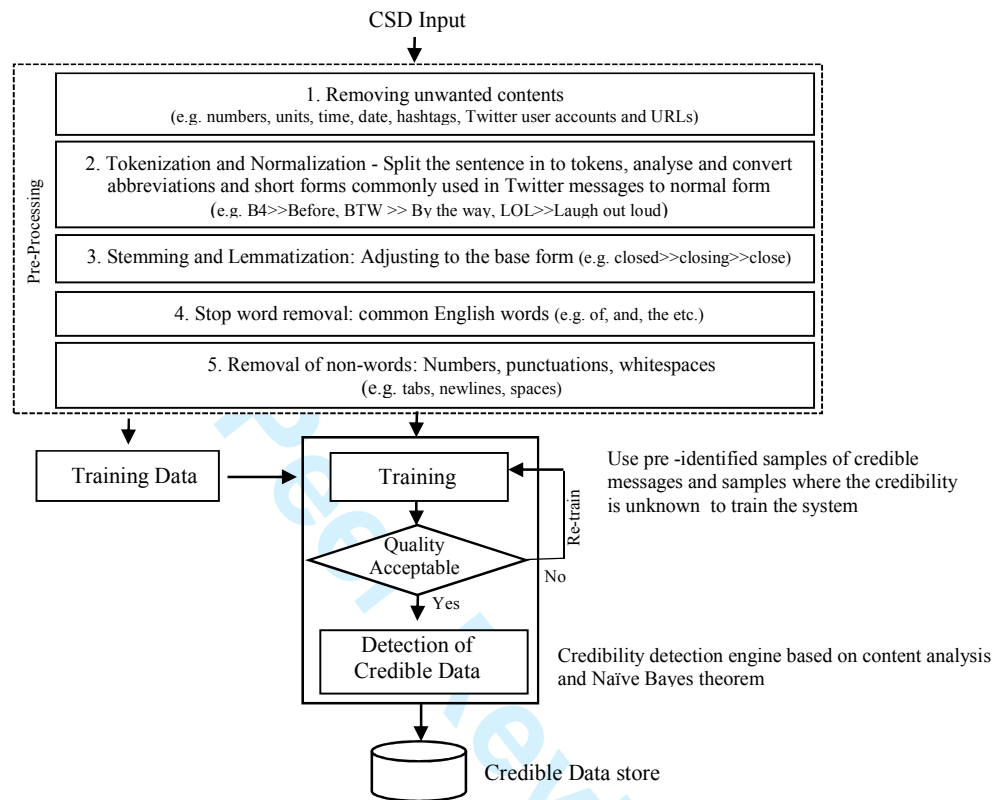 CSD Input
Pre-Processing
1. Removing unwanted contents
(e.g. numbers, units, time, date, hashtags, Twitter user accounts and URLs)
2. Tokenization and Normalization - Split the sentence in to tokens, analyse and convert
abbreviations and short forms commonly used in Twitter messages to normal form
(e.g. B4>>Before, BTW >> By the way, LOL>>Laugh out loud)
3. Stemming and Lemmatization: Adjusting to the base form (e.g. closed>>closing>>close)
4. Stop word removal: common English words (e.g. of, and, the etc.)
5. Removal of non-words: Numbers, punctuations, whitespaces
(e.g. tabs, newlines, spaces)
Training Data
Training
Use pre -identified samples of credible
messages and samples where the credibility
is unknown to train the system
Re-train
Quality
Acceptable
No
Yes
Detection of
Credible Data
Credibility detection engine based on content analysis
and Naïve Bayes theorem
Credible Data store